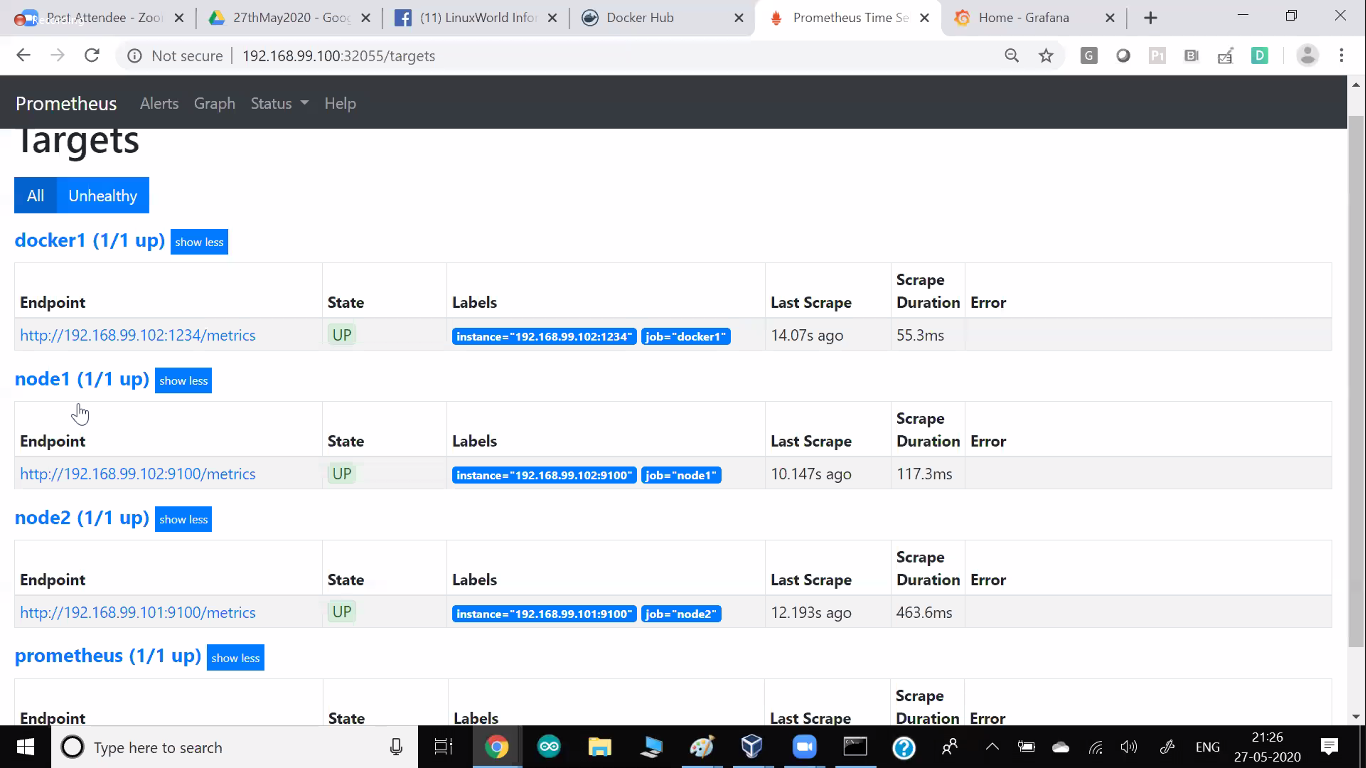 Post Attendee - Zoo
27thMay2020 - Goo
(11) LinuxWorld Info
Docker Hub
Prometheus Time Se
Home - Grafana
Not secure
192.168.99.100:32055/targets
Prometheus
Alerts
Graph
Status
Help
Targets
All
Unhealthy
docker1 (1/1 up)
show less
Endpoint
State
Labels
Last Scrape
Scrape Duration
Error
http://192.168.99.102:1234/metrics
UP
instance="192.168.99.102:1234"
job="docker1"
14.07s ago
55.3ms
node1 (1/1 up)
show less
Endpoint
State
Labels
Last Scrape
Scrape Duration
Error
http://192.168.99.102:9100/metrics
UP
instance="192.168.99.102:9100"
job="node1"
10.147s ago
117.3ms
node2 (1/1 up)
show less
Endpoint
State
Labels
Last Scrape
Scrape Duration
Error
http://192.168.99.101:9100/metrics
UP
instance="192.168.99.101:9100"
job="node2"
12.193s ago
463.6ms
prometheus (1/1 up)
show less
Endpoint
State
Labels
Last Scrape
Scrape Duration
Error
Type here to search
ENG
21:26
27-05-2020